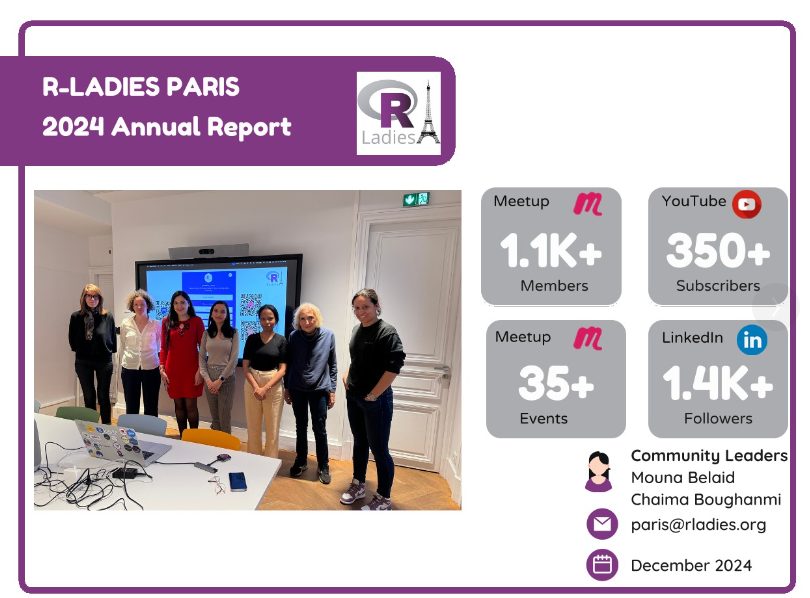 R-LADIES PARIS
2024 Annual Report
R
Ladies
Meetup
1.1K+
Members
YouTube
350+
Subscribers
Meetup
35+
Events
LinkedIn
in
1.4K+
Followers
Community Leaders
Mouna Belaid
Chaima Boughanmi
paris@rladies.org
December 2024